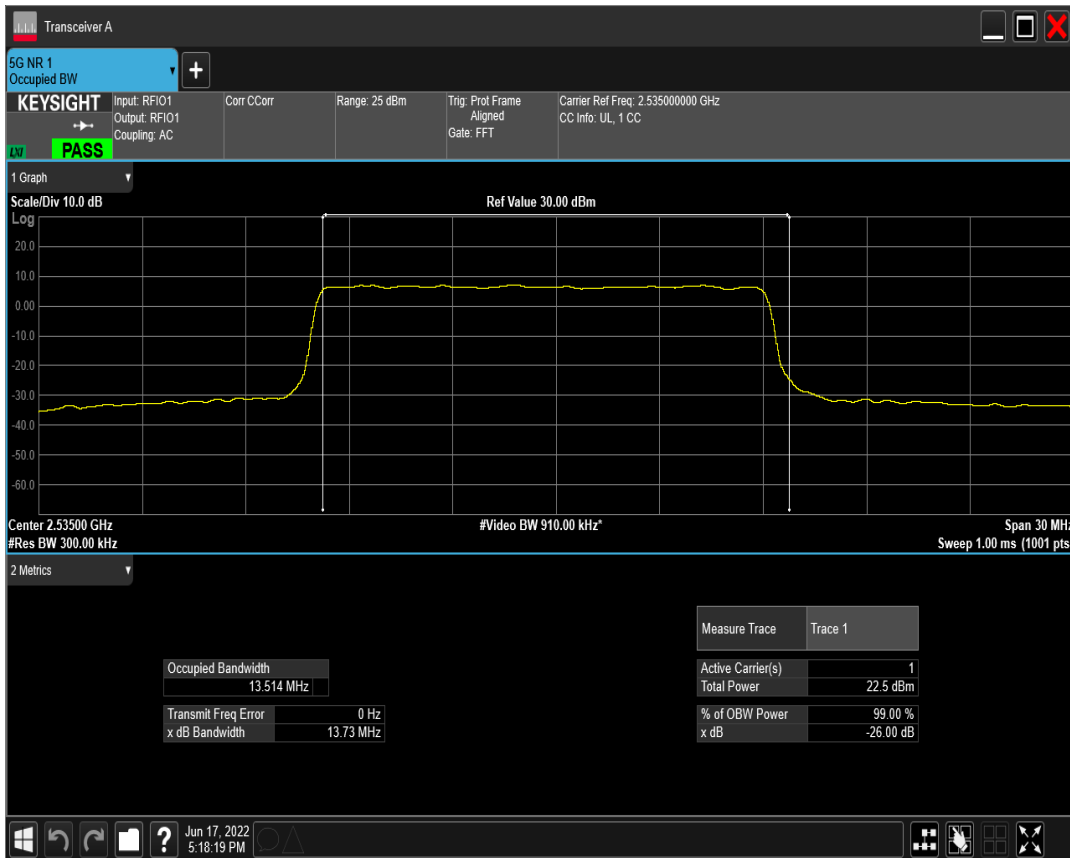 Transceiver A
5G NR 1
Occupied BW
+
KEYSIGHT
LXI
PASS
Input: RFIO1
Output: RFIO1
Coupling: AC
Corr CCorr
Range: 25 dBm
Trig: Prot Frame
Aligned
Gate: FFT
Carrier Ref Freq: 2.535000000 GHz
CC Info: UL, 1 CC
1 Graph
Scale/Div 10.0 dB
Ref Value 30.00 dBm
Log
20.0
10.0
0.00
-10.0
-20.0
-30.0
-40.0
-50.0
-60.0
Center 2.53500 GHz
#Video BW 910.00 kHz*
Span 30 MHz
#Res BW 300.00 kHz
Sweep 1.00 ms (1001 pts
2 Metrics
Measure Trace Trace 1
Occupied Bandwidth
13.514 MHz
Active Carrier(s) 1
Total Power 22.5 dBm
Transmit Freq Error 0 Hz
x dB Bandwidth 13.73 MHz
% of OBW Power 99.00 %
x dB -26.00 dB
?
Jun 17, 2022
5:18:19 PM